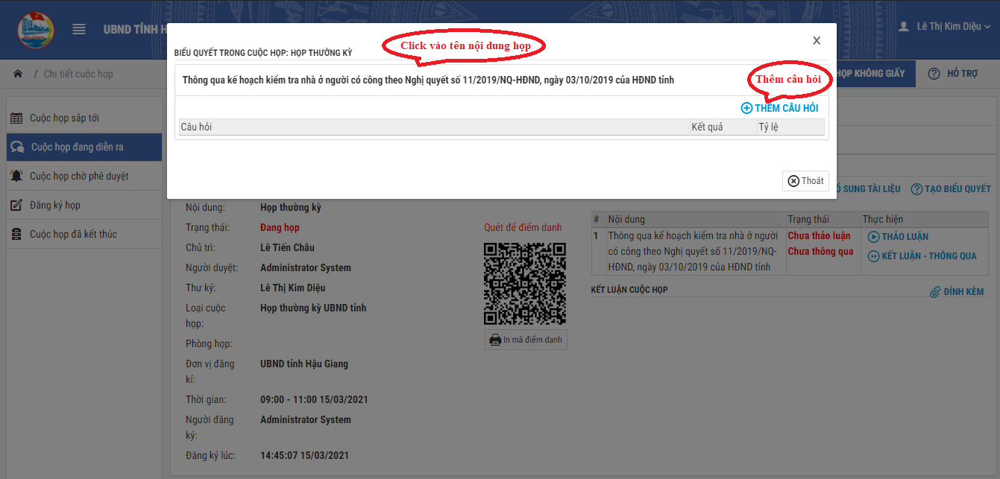 UBND TỈNH H
Lê Thị Kim Diệu
Click vào tên nội dung họp
BIỂU QUYẾT TRONG CUỘC HỌP: HỌP THƯỜNG KỲ
/ Chi tiết cuộc họp
HỌP KHÔNG GIẤY
HỖ TRỢ
Thông qua kế hoạch kiểm tra nhà ở người có công theo Nghị quyết số 11/2019/NQ-HĐND, ngày 03/10/2019 của HĐND tỉnh
Thêm câu hỏi
THÊM CÂU HỎI
Câu hỏi Kết quả Tỷ lệ
Thoát
Cuộc họp sắp tới
Cuộc họp đang diễn ra
Cuộc họp chờ phê duyệt
Đăng ký họp
Cuộc họp đã kết thúc
Ổ SUNG TÀI LIỆU
TẠO BIỂU QUYẾT
Nội dung: Họp thường kỳ
Trạng thái: Đang họp
Chủ trì: Lê Tiến Châu
Người duyệt: Administrator System
Thư ký: Lê Thị Kim Diệu
Loại cuộc
họp:
Họp thường kỳ UBND tỉnh
Phòng họp:
Đơn vị đăng
kí:
UBND tỉnh Hậu Giang
Thời gian: 09:00 - 11:00 15/03/2021
Người đăng
ký:
Administrator System
Đăng ký lúc: 14:45:07 15/03/2021
Quét để điểm danh
In mã điểm danh
# Nội dung Trạng thái Thực hiện
1 Thông qua kế hoạch kiểm tra nhà ở người
có công theo Nghị quyết số 11/2019/NQ-
HĐND, ngày 03/10/2019 của HĐND tỉnh
Chưa thảo luận
Chưa thông qua
THẢO LUẬN
KẾT LUẬN - THÔNG QUA
KẾT LUẬN CUỘC HỌP
ĐÍNH KÈM